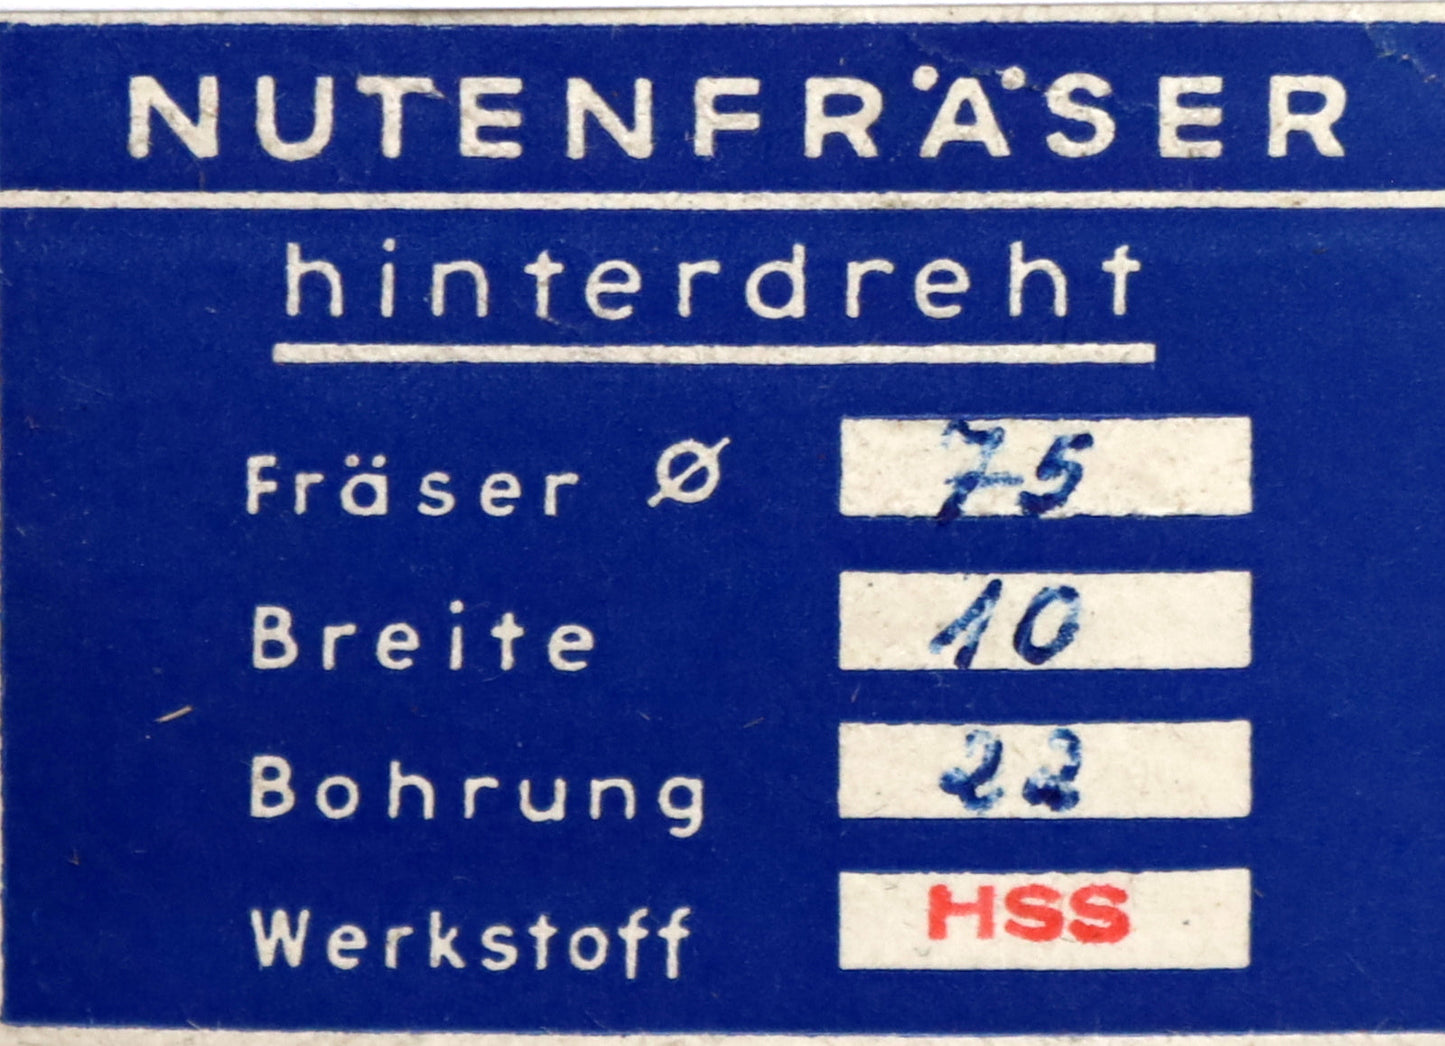 NUTENFRÄSER
hinterdreht
Fräser Ø 75
Breite 10
Bohrung 22
Werkstoff HSS